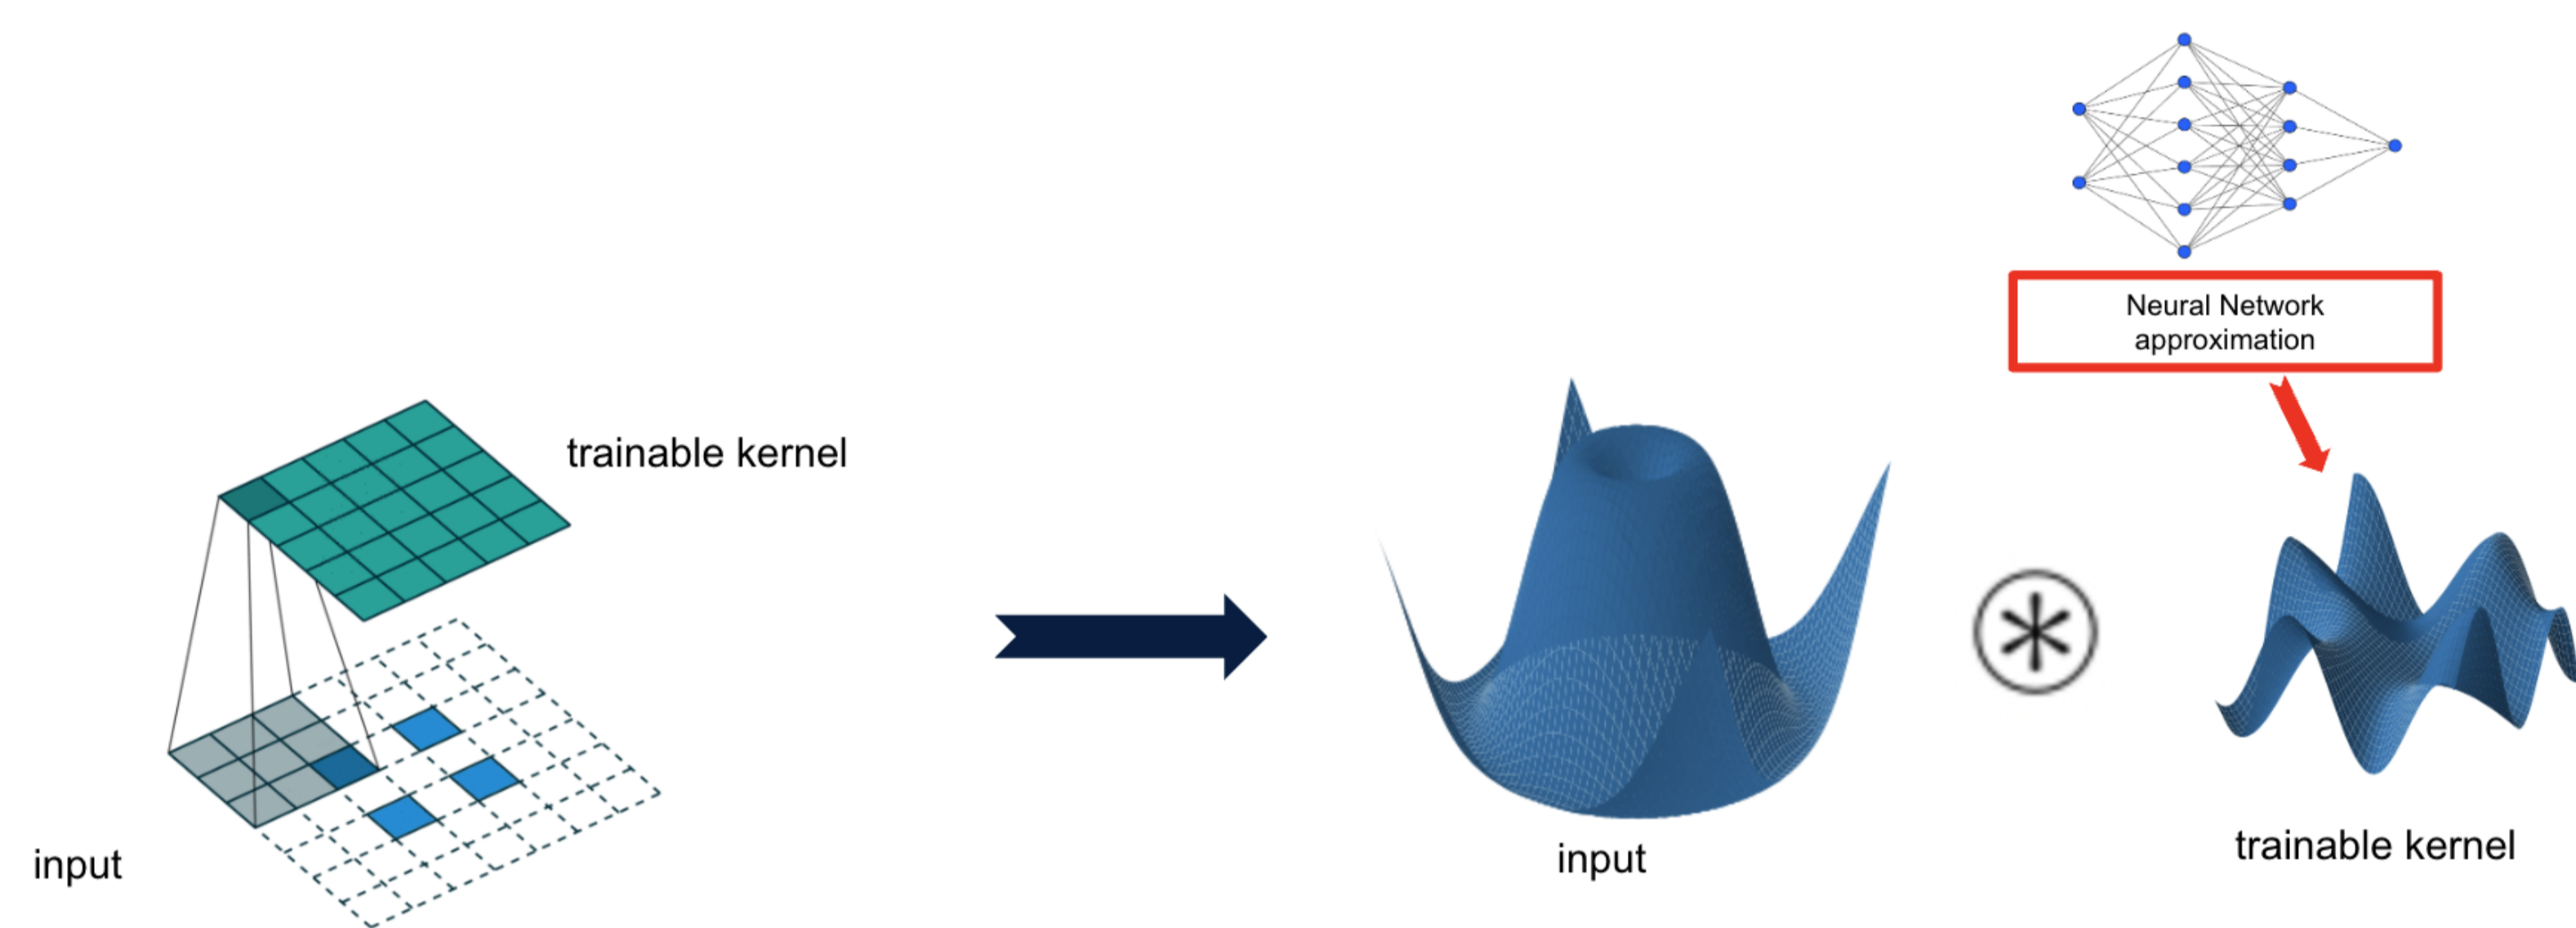 Neural Network
approximation
trainable kernel
input
input
trainable kernel